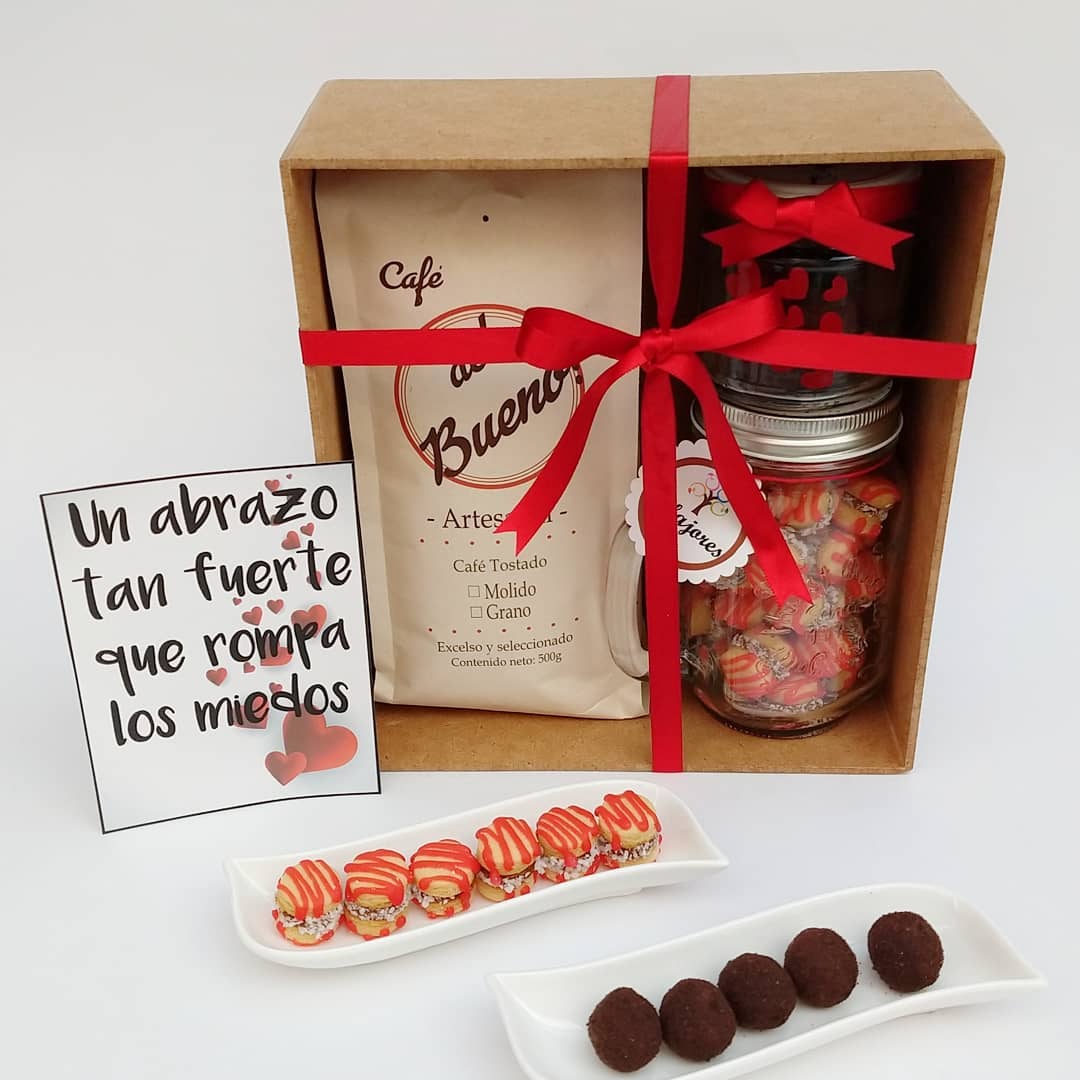 Café
Bueno!
- Artesanal -
Café Tostado
☐ Molido
☐ Grano
Excelso y seleccionado
Contenido neto: 500g
Un abrazo
tan fuerte
que rompa
los miedos